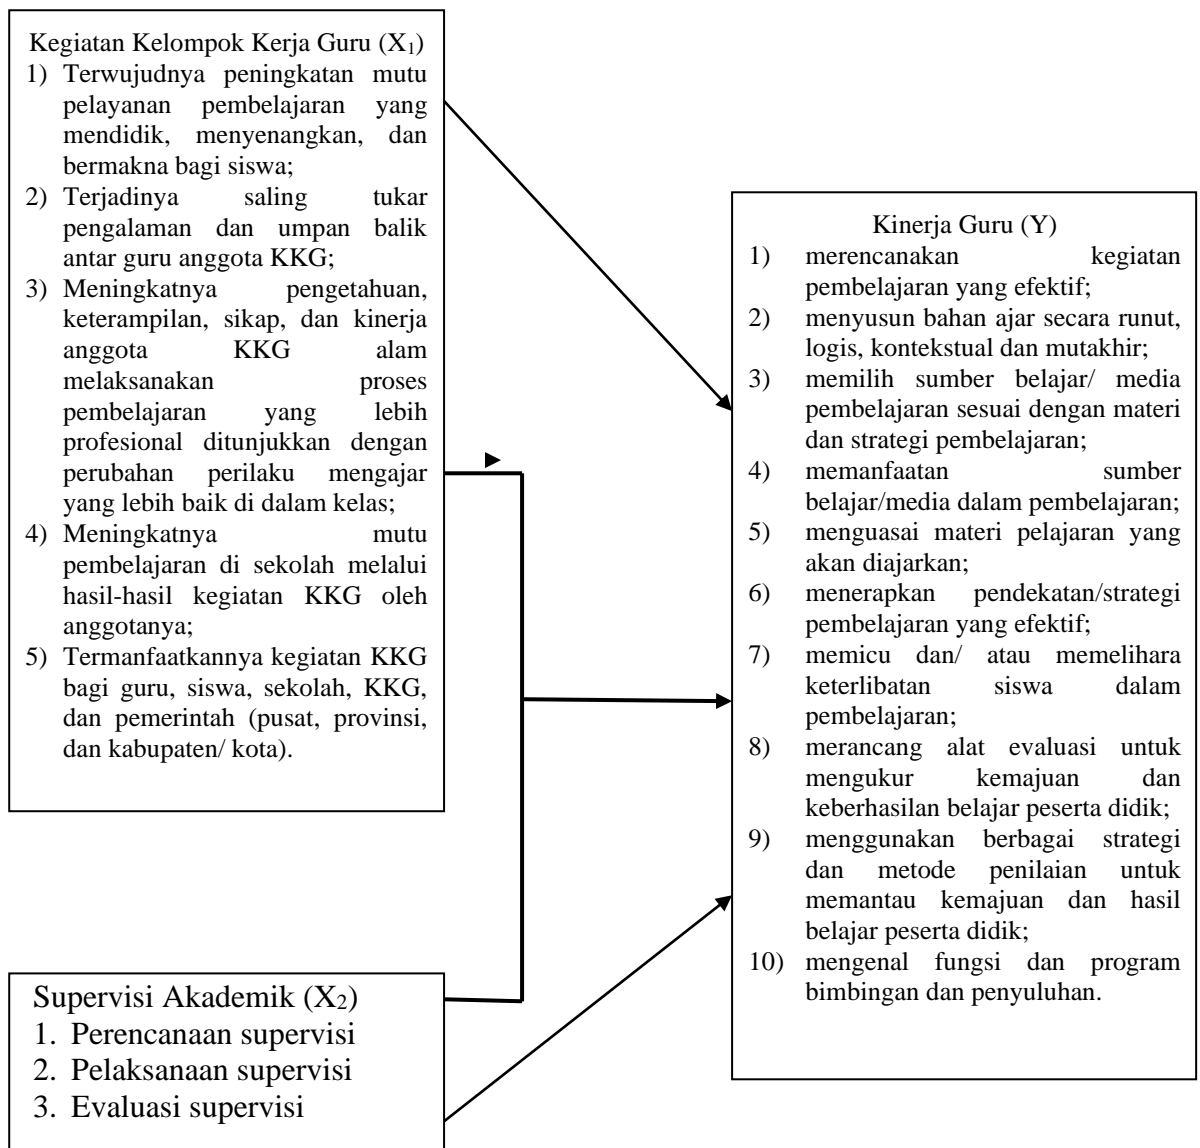 Kegiatan Kelompok Kerja Guru (X₁)
1) Terwujudnya peningkatan mutu
pelayanan pembelajaran yang
mendidik, menyenangkan, dan
bermakna bagi siswa;
2) Terjadinya saling tukar
pengalaman dan umpan balik
antar guru anggota KKG;
3) Meningkatnya pengetahuan,
keterampilan, sikap, dan kinerja
anggota KKG alam
melaksanakan proses
pembelajaran yang lebih
profesional ditunjukkan dengan
perubahan perilaku mengajar
yang lebih baik di dalam kelas;
4) Meningkatnya mutu
pembelajaran di sekolah melalui
hasil-hasil kegiatan KKG oleh
anggotanya;
5) Termanfaatkannya kegiatan KKG
bagi guru, siswa, sekolah, KKG,
dan pemerintah (pusat, provinsi,
dan kabupaten/ kota).
Supervisi Akademik (X₂)
1. Perencanaan supervisi
2. Pelaksanaan supervisi
3. Evaluasi supervisi
Kinerja Guru (Y)
1) merencanakan kegiatan
pembelajaran yang efektif;
2) menyusun bahan ajar secara runut,
logis, kontekstual dan mutakhir;
3) memilih sumber belajar/ media
pembelajaran sesuai dengan materi
dan strategi pembelajaran;
4) memanfaatan sumber
belajar/media dalam pembelajaran;
5) menguasai materi pelajaran yang
akan diajarkan;
6) menerapkan pendekatan/strategi
pembelajaran yang efektif;
7) memicu dan/ atau memelihara
keterlibatan siswa dalam
pembelajaran;
8) merancang alat evaluasi untuk
mengukur kemajuan dan
keberhasilan belajar peserta didik;
9) menggunakan berbagai strategi
dan metode penilaian untuk
memantau kemajuan dan hasil
belajar peserta didik;
10) mengenal fungsi dan program
bimbingan dan penyuluhan.